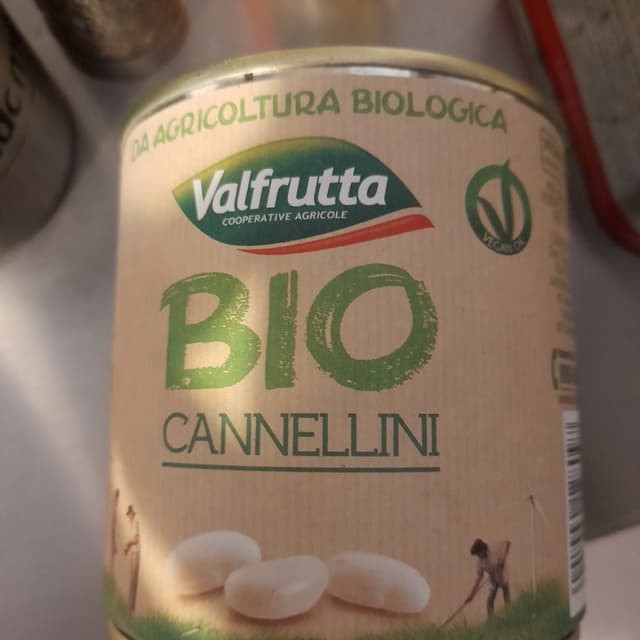 DA AGRICOLTURA BIOLOGICA
Valfrutta
COOPERATIVE AGRICOLE
VEGAN OK
BIO
CANNELLINI